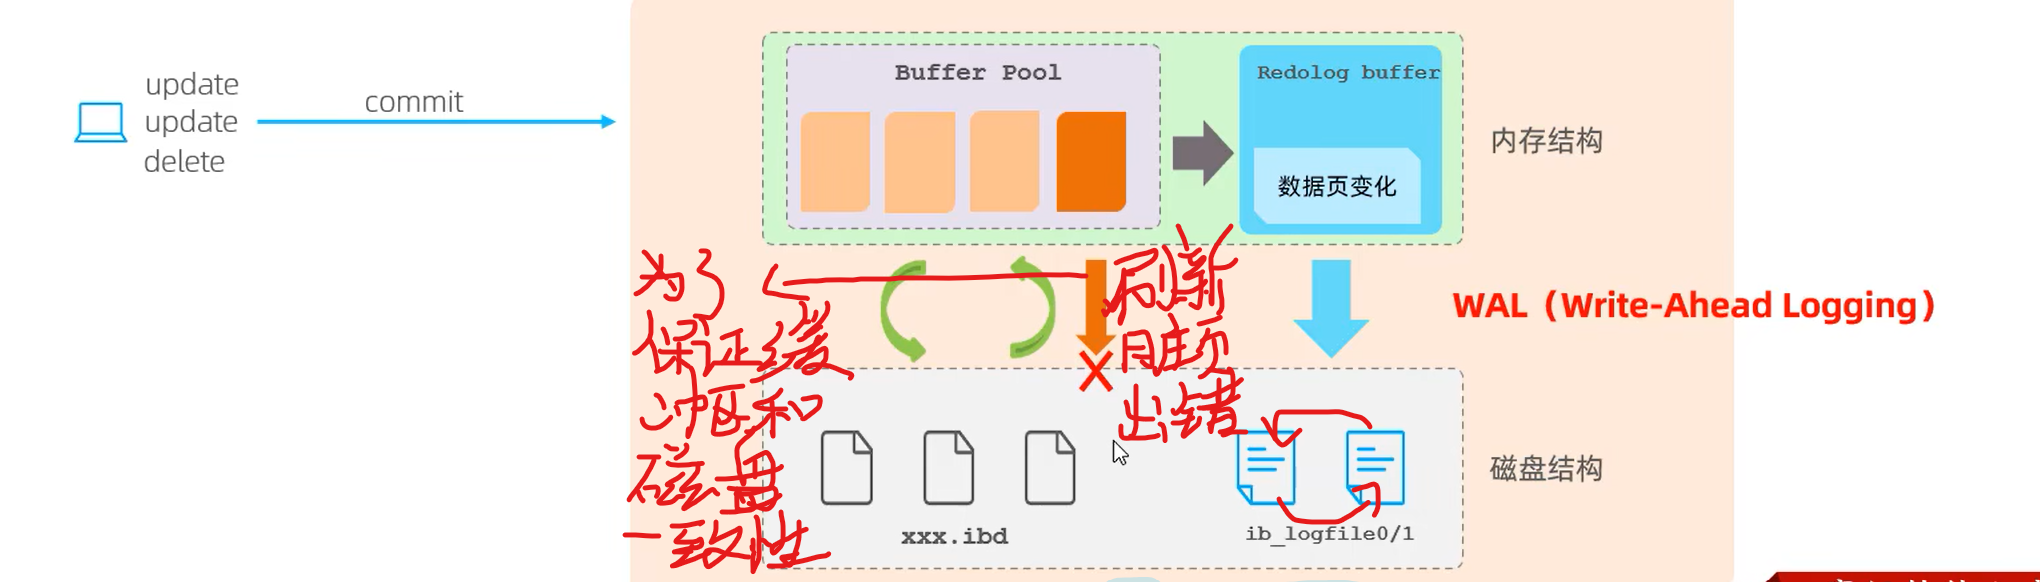 update
update
delete
commit
Buffer Pool
Redolog buffer
数据页变化
内存结构
为了
保证缓
冲区和
磁盘
一致性
刷新
脏页
出错
WAL（Write-Ahead Logging）
xxx.ibd
ib_logfile0/1
磁盘结构